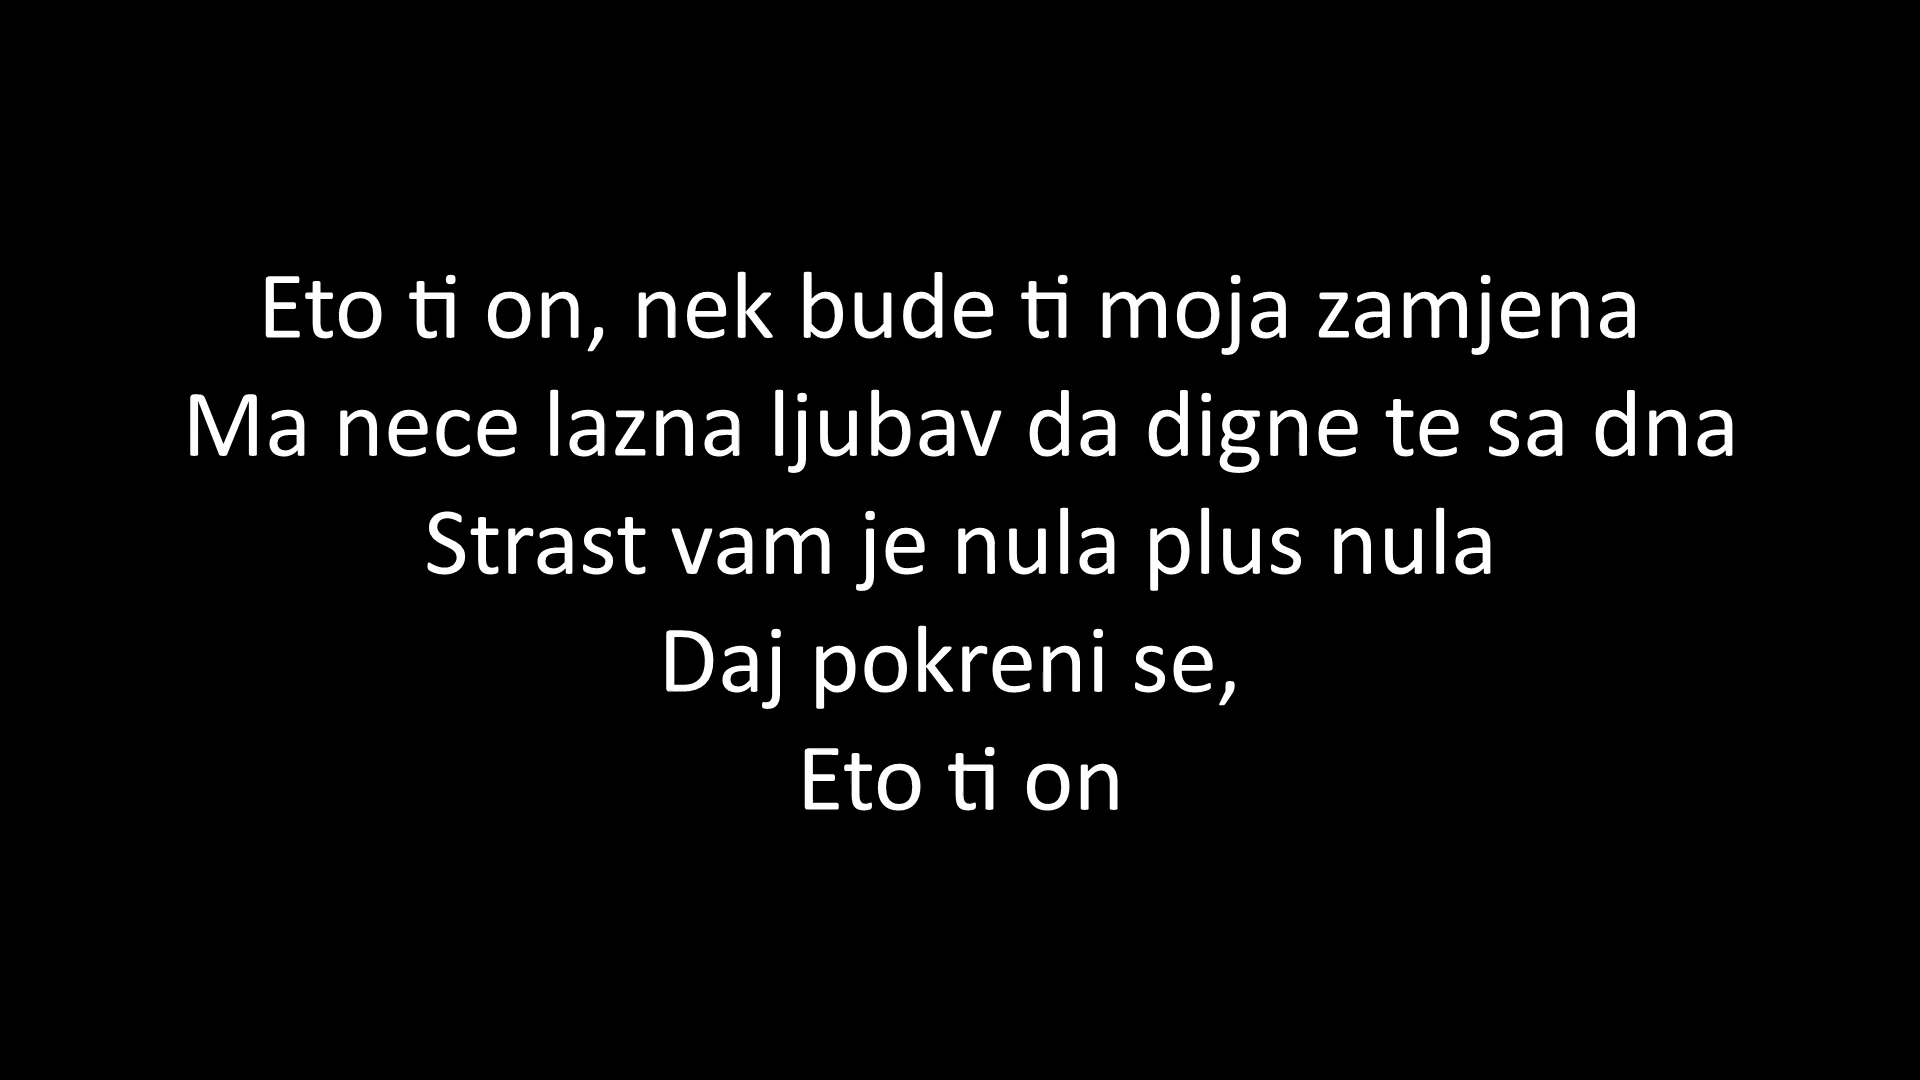 Eto ti on, nek bude ti moja zamjena
Ma nece lazna ljubav da digne te sa dna
Strast vam je nula plus nula
Daj pokreni se,
Eto ti on